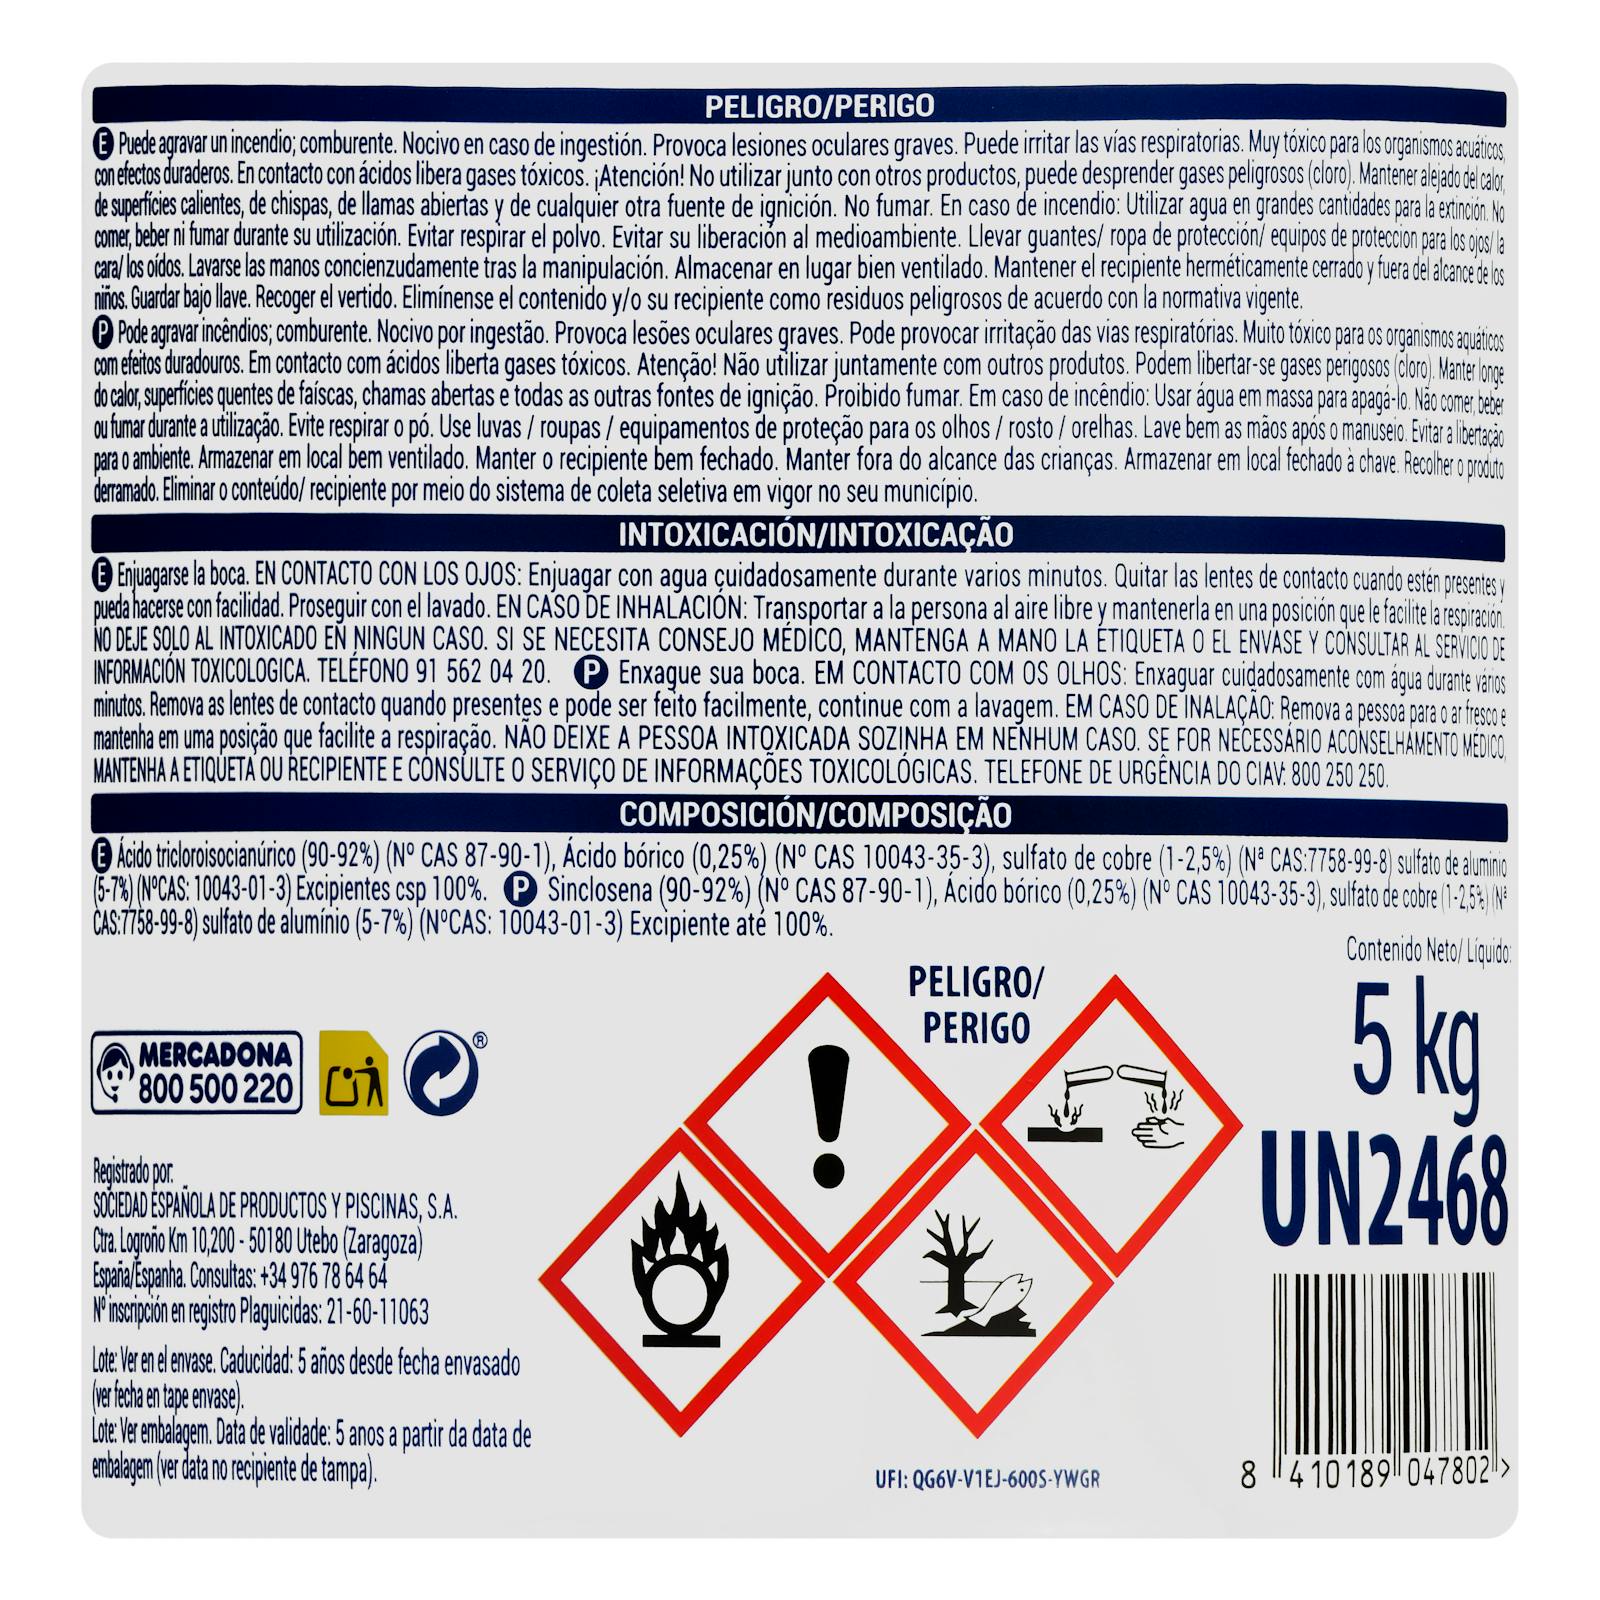 PELIGRO/PERIGO
E Puede agravar un incendio; comburente. Nocivo en caso de ingestión. Provoca lesiones oculares graves. Puede irritar las vías respiratorias. Muy tóxico para los organismos acuáticos,
con efectos duraderos. En contacto con ácidos libera gases tóxicos. ¡Atención! No utilizar junto con otros productos, puede desprender gases peligrosos (cloro). Mantener alejado del calor,
de superfícies calientes, de chispas, de llamas abiertas y de cualquier otra fuente de ignición. No fumar. En caso de incendio: Utilizar agua en grandes cantidades para la extinción. No
comer, beber ni fumar durante su utilización. Evitar respirar el polvo. Evitar su liberación al medioambiente. Llevar guantes/ ropa de protección/ equipos de proteccion para los ojos/ la
cara/ los oídos. Lavarse las manos concienzudamente tras la manipulación. Almacenar en lugar bien ventilado. Mantener el recipiente herméticamente cerrado y fuera del alcance de los
niños. Guardar bajo llave. Recoger el vertido. Elimínense el contenido y/o su recipiente como residuos peligrosos de acuerdo con la normativa vigente.
P Pode agravar incêndios; comburente. Nocivo por ingestão. Provoca lesões oculares graves. Pode provocar irritação das vias respiratórias. Muito tóxico para os organismos aquáticos
com efeitos duradouros. Em contacto com ácidos liberta gases tóxicos. Atenção! Não utilizar juntamente com outros produtos. Podem libertar-se gases perigosos (cloro). Manter longe
do calor, superfícies quentes de faíscas, chamas abertas e todas as outras fontes de ignição. Proibido fumar. Em caso de incêndio: Usar água em massa para apagá-lo. Não comer, beber
ou fumar durante a utilização. Evite respirar o pó. Use luvas / roupas / equipamentos de proteção para os olhos / rosto / orelhas. Lave bem as mãos após o manuseio. Evitar a libertação
para o ambiente. Armazenar em local bem ventilado. Manter o recipiente bem fechado. Manter fora do alcance das crianças. Armazenar em local fechado à chave. Recolher o produto
derramado. Eliminar o conteúdo/ recipiente por meio do sistema de coleta seletiva em vigor no seu município.
INTOXICACIÓN/INTOXICAÇÃO
E Enjuagarse la boca. EN CONTACTO CON LOS OJOS: Enjuagar con agua cuidadosamente durante varios minutos. Quitar las lentes de contacto cuando estén presentes y
pueda hacerse con facilidad. Proseguir con el lavado. EN CASO DE INHALACIÓN: Transportar a la persona al aire libre y mantenerla en una posición que le facilite la respiración.
NO DEJE SOLO AL INTOXICADO EN NINGUN CASO. SI SE NECESITA CONSEJO MÉDICO, MANTENGA A MANO LA ETIQUETA O EL ENVASE Y CONSULTAR AL SERVICIO DE
INFORMACIÓN TOXICOLOGICA. TELÉFONO 91 562 04 20. P Enxague sua boca. EM CONTACTO COM OS OLHOS: Enxaguar cuidadosamente com água durante vários
minutos. Remova as lentes de contacto quando presentes e pode ser feito facilmente, continue com a lavagem. EM CASO DE INALAÇÃO: Remova a pessoa para o ar fresco e
mantenha em uma posição que facilite a respiração. NÃO DEIXE A PESSOA INTOXICADA SOZINHA EM NENHUM CASO. SE FOR NECESSÁRIO ACONSELHAMENTO MÉDICO,
MANTENHA A ETIQUETA OU RECIPIENTE E CONSULTE O SERVIÇO DE INFORMAÇÕES TOXICOLÓGICAS. TELEFONE DE URGÊNCIA DO CIAV: 800 250 250.
COMPOSICIÓN/COMPOSIÇÃO
E Ácido tricloroisocianúrico (90-92%) (Nº CAS 87-90-1), Ácido bórico (0,25%) (Nº CAS 10043-35-3), sulfato de cobre (1-2,5%) (Nª CAS:7758-99-8) sulfato de aluminio
(5-7%) (NºCAS: 10043-01-3) Excipientes csp 100%. P Sinclosena (90-92%) (Nº CAS 87-90-1), Ácido bórico (0,25%) (Nº CAS 10043-35-3), sulfato de cobre (1-2,5%) (Nª
CAS:7758-99-8) sulfato de alumínio (5-7%) (NºCAS: 10043-01-3) Excipiente até 100%.
Contenido Neto/ Líquido:
5 kg
UN2468
PELIGRO/
PERIGO
MERCADONA
800 500 220
®
Registrado por:
SOCIEDAD ESPAÑOLA DE PRODUCTOS Y PISCINAS, S.A.
Ctra. Logroño Km 10,200 - 50180 Utebo (Zaragoza)
España/Espanha. Consultas: +34 976 78 64 64
Nº inscripción en registro Plaguicidas: 21-60-11063
Lote: Ver en el envase. Caducidad: 5 años desde fecha envasado
(ver fecha en tape envase).
Lote: Ver embalagem. Data de validade: 5 anos a partir da data de
embalagem (ver data no recipiente de tampa).
UFI: QG6V-V1EJ-600S-YWGR
8 410189 047802 >